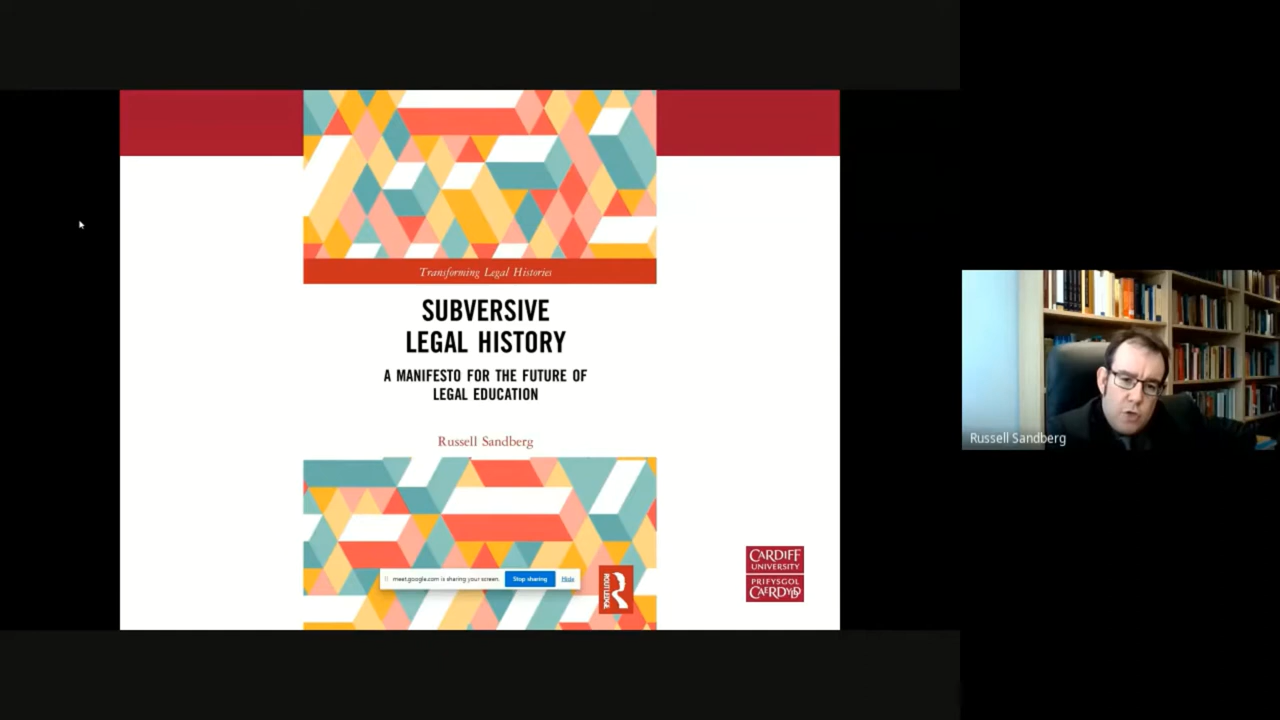 Transforming Legal Histories
SUBVERSIVE
LEGAL HISTORY
A MANIFESTO FOR THE FUTURE OF
LEGAL EDUCATION
Russell Sandberg
meet.google.com is sharing your screen.
Stop sharing
Hide
ROUTLEDGE
CARDIFF
UNIVERSITY
PRIFYSGOL
CAERDYDD
Russell Sandberg